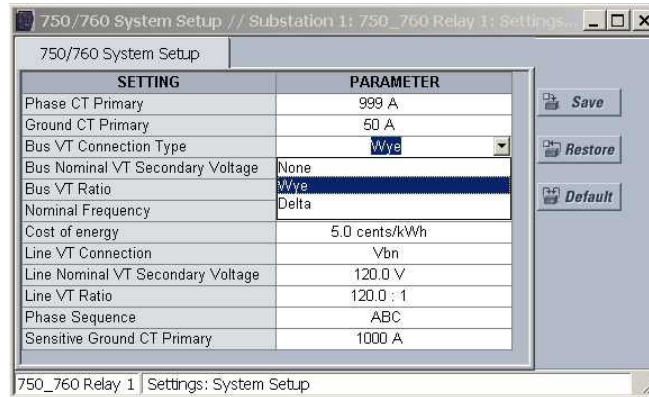 750/760 System Setup // Substation 1: 750_760 Relay 1: Settings...
750/760 System Setup
SETTING PARAMETER
Phase CT Primary 999 A
Ground CT Primary 50 A
Bus VT Connection Type Wye
Bus Nominal VT Secondary Voltage None
Bus VT Ratio Wye
Nominal Frequency Delta
Cost of energy 5.0 cents/kWh
Line VT Connection Vbn
Line Nominal VT Secondary Voltage 120.0 V
Line VT Ratio 120.0 : 1
Phase Sequence ABC
Sensitive Ground CT Primary 1000 A
Save
Restore
Default
750_760 Relay 1 Settings: System Setup